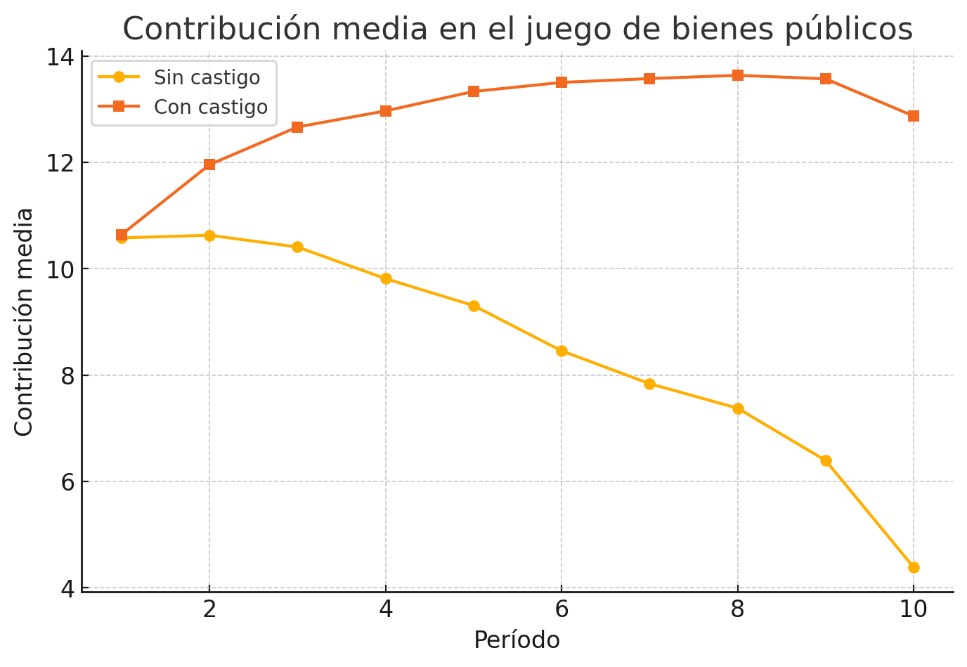 Contribución media en el juego de bienes públicos
14
Sin castigo
Con castigo
12
10
8
6
4
Contribución media
2
4
6
8
10
Período